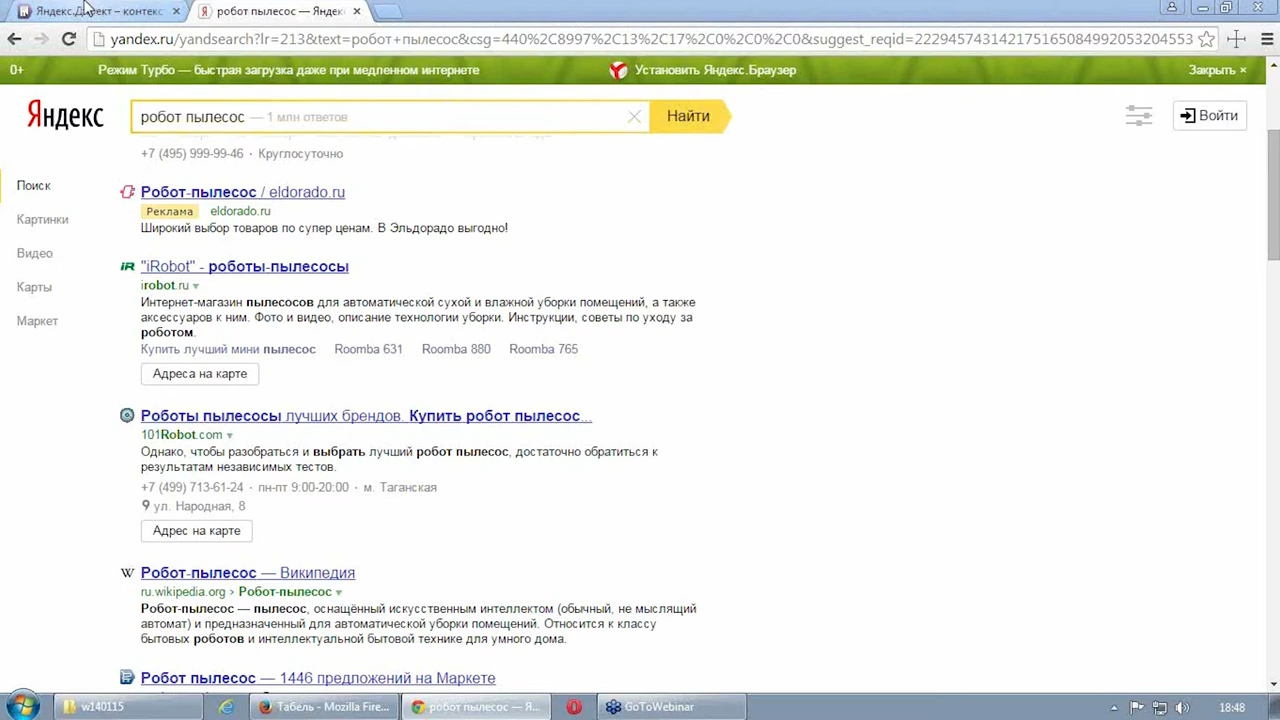 Яндекс.Директ – контекс
робот пылесос — Яндек
yandex.ru/yandsearch?lr=213&text=робот+пылесос&csg=440%2C8997%2C13%2C17%2C0%2C0%2C0&suggest_reqid=222945743142175165084992053204553
0+ Режим Турбо — быстрая загрузка даже при медленном интернете Установить Яндекс.Браузер Закрыть ×
Яндекс робот пылесос — 1 млн ответов Найти Войти
+7 (495) 999-99-46 · Круглосуточно
Поиск
Картинки
Видео
Карты
Маркет
Робот-пылесос / eldorado.ru
Реклама eldorado.ru
Широкий выбор товаров по супер ценам. В Эльдорадо выгодно!
"iRobot" - роботы-пылесосы
irobot.ru
Интернет-магазин пылесосов для автоматической сухой и влажной уборки помещений, а также
аксессуаров к ним. Фото и видео, описание технологии уборки. Инструкции, советы по уходу за
роботом.
Купить лучший мини пылесос Roomba 631 Roomba 880 Roomba 765
Адреса на карте
Роботы пылесосы лучших брендов. Купить робот пылесос...
101Robot.com
Однако, чтобы разобраться и выбрать лучший робот пылесос, достаточно обратиться к
результатам независимых тестов.
+7 (499) 713-61-24 · пн-пт 9:00-20:00 · м. Таганская
ул. Народная, 8
Адрес на карте
Робот-пылесос — Википедия
ru.wikipedia.org › Робот-пылесос
Робот-пылесос — пылесос, оснащённый искусственным интеллектом (обычный, не мыслящий
автомат) и предназначенный для автоматической уборки помещений. Относится к классу
бытовых роботов и интеллектуальной бытовой технике для умного дома.
Робот пылесос — 1446 предложений на Маркете
w140115 Табель - Mozilla Fire... робот пылесос — Я... GoToWebinar 18:48